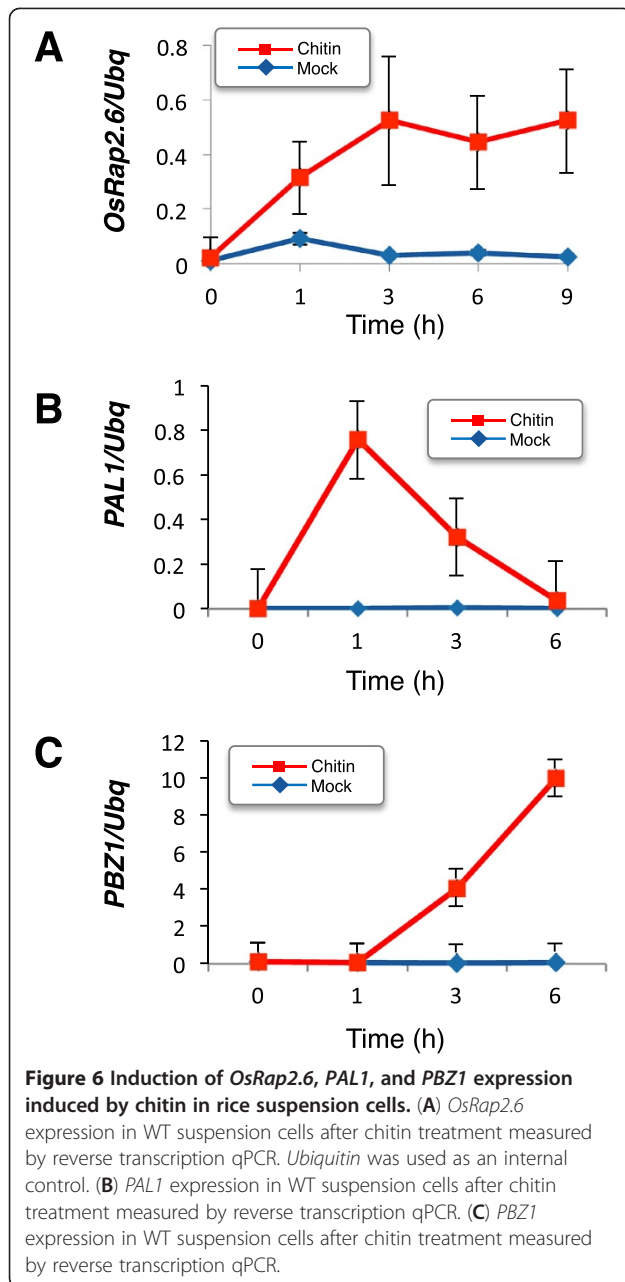 A
OsRap2.6/Ubq
0.8
0.6
0.4
0.2
0
Chitin
Mock
0 1 3 6 9
Time (h)
B
PAL1/Ubq
1
0.8
0.6
0.4
0.2
0
Chitin
Mock
0 1 3 6
Time (h)
C
PBZ1/Ubq
12
10
8
6
4
2
0
Chitin
Mock
0 1 3 6
Time (h)
Figure 6 Induction of OsRap2.6, PAL1, and PBZ1 expression
induced by chitin in rice suspension cells. (A) OsRap2.6
expression in WT suspension cells after chitin treatment measured
by reverse transcription qPCR. Ubiquitin was used as an internal
control. (B) PAL1 expression in WT suspension cells after chitin
treatment measured by reverse transcription qPCR. (C) PBZ1
expression in WT suspension cells after chitin treatment measured
by reverse transcription qPCR.